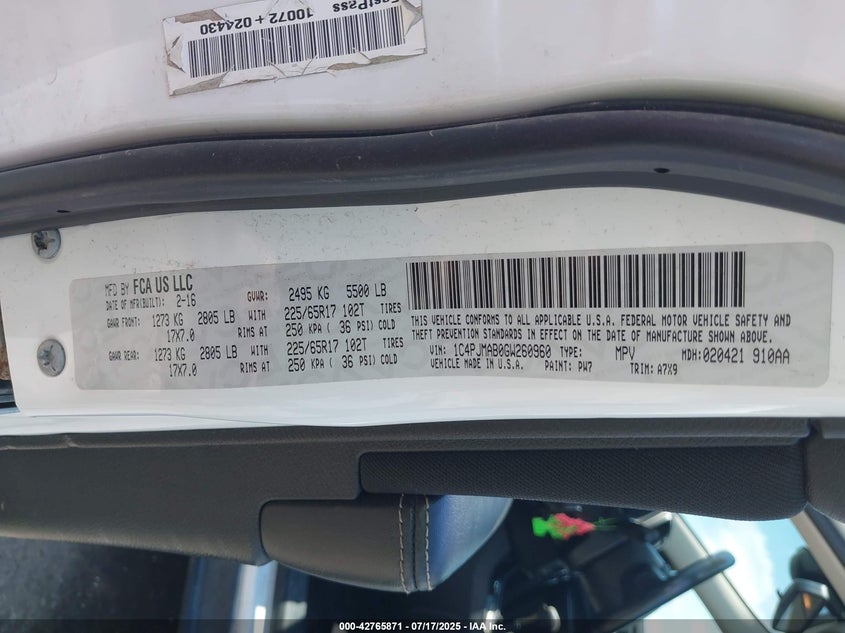 FastPass
10072 + 024430
MFD BY FCA US LLC
DATE OF MFR(BUILT): 2-16
GVWR: 2495 KG 5500 LB
GAWR FRONT: 1273 KG 2805 LB WITH 225/65R17 102T TIRES
17X7.0 RIMS AT 250 KPA ( 36 PSI) COLD
GAWR REAR: 1273 KG 2805 LB WITH 225/65R17 102T TIRES
17X7.0 RIMS AT 250 KPA ( 36 PSI) COLD
THIS VEHICLE CONFORMS TO ALL APPLICABLE U.S.A. FEDERAL MOTOR VEHICLE SAFETY AND
THEFT PREVENTION STANDARDS IN EFFECT ON THE DATE OF MANUFACTURE SHOWN ABOVE.
VIN: 1C4PJMAB0GW260960 TYPE: MPV MDH:020421 910AA
VEHICLE MADE IN U.S.A. PAINT: PW7 TRIM: A7X9
000-42765871 - 07/17/2025 - IAA Inc.